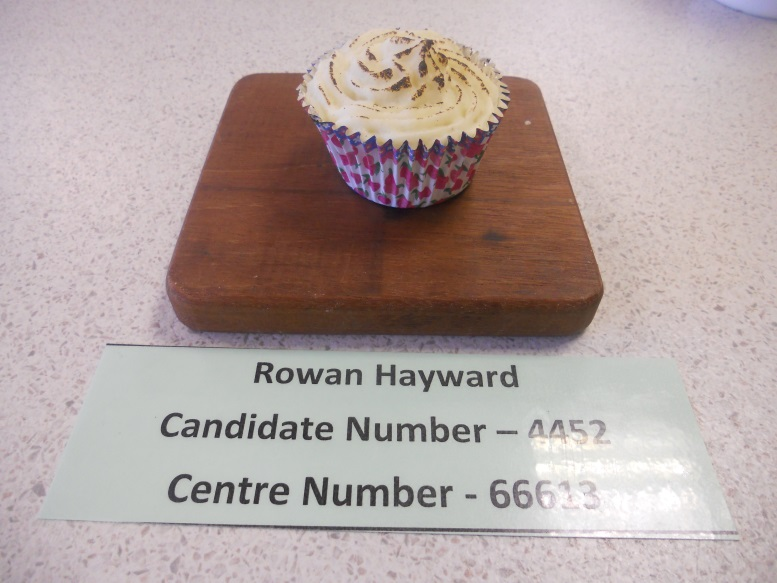 Rowan Hayward
Candidate Number – 4452
Centre Number - 66613